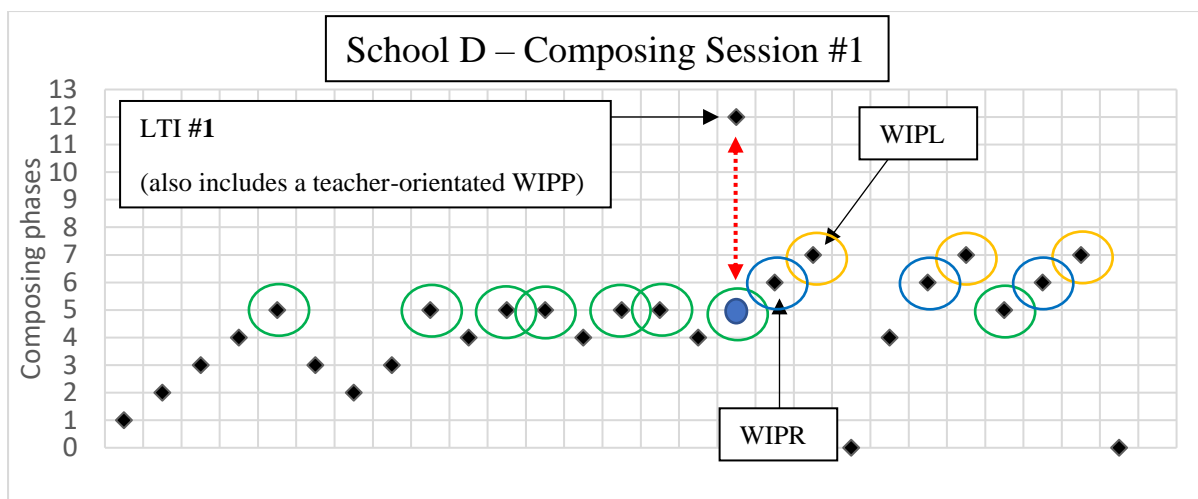 School D – Composing Session #1
13
12
11
10
9
8
7
6
5
4
3
2
1
0
Composing phases
LTI #1
(also includes a teacher-orientated WIPP)
WIPL
WIPR